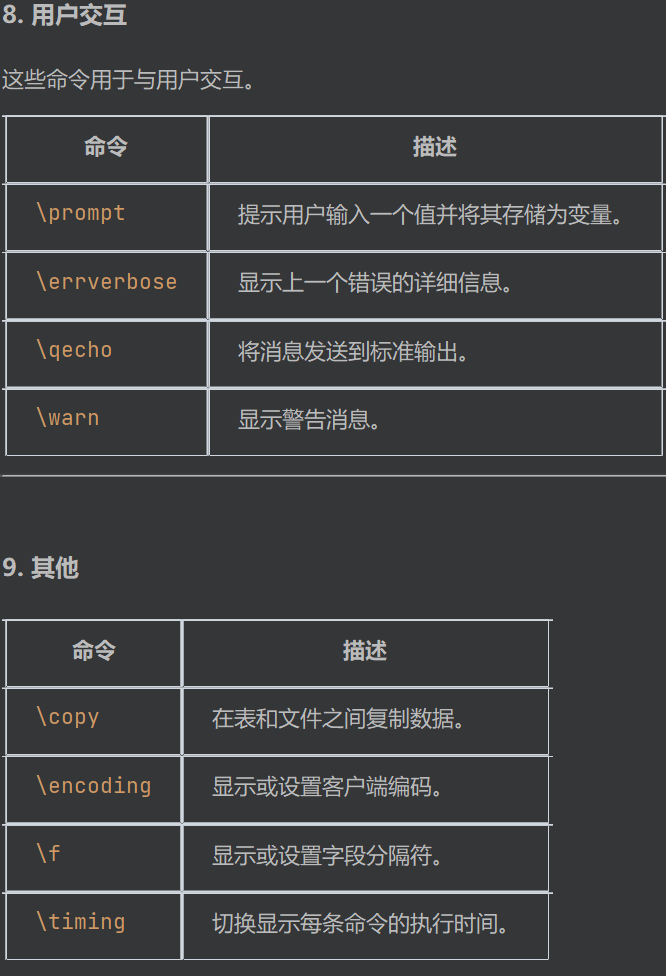 8. 用户交互
这些命令用于与用户交互。
命令 描述
\prompt 提示用户输入一个值并将其存储为变量。
\errverbose 显示上一个错误的详细信息。
\qecho 将消息发送到标准输出。
\warn 显示警告消息。
9. 其他
命令 描述
\copy 在表和文件之间复制数据。
\encoding 显示或设置客户端编码。
\f 显示或设置字段分隔符。
\timing 切换显示每条命令的执行时间。